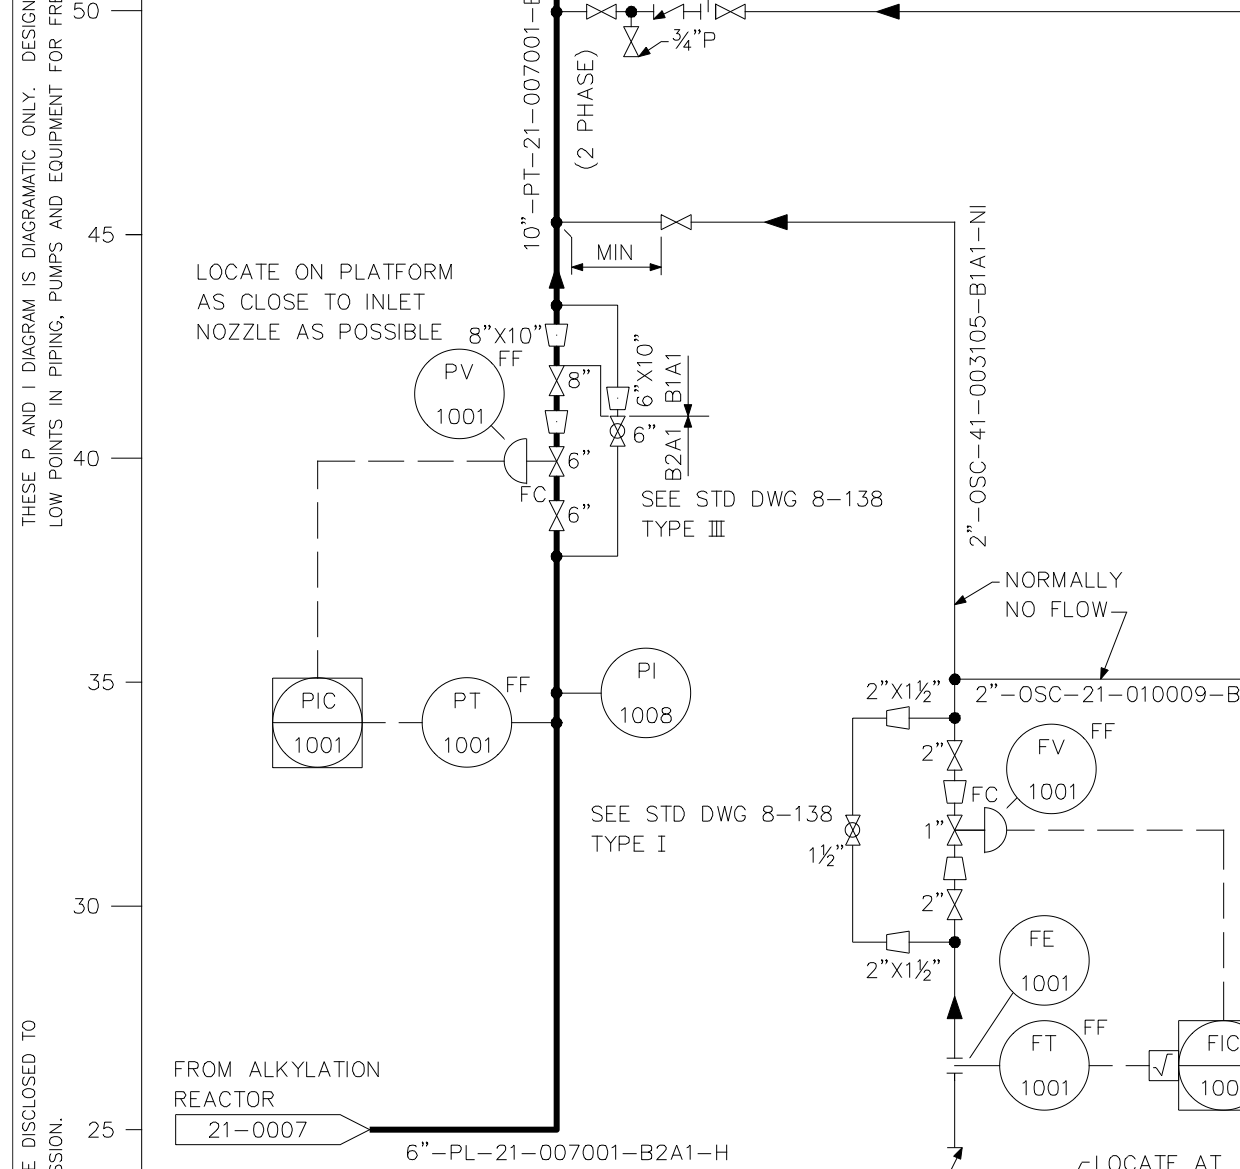 50
THESE P AND I DIAGRAM IS DIAGRAMATIC ONLY. DESIGN
LOW POINTS IN PIPING, PUMPS AND EQUIPMENT FOR FRE
¾"P
10"-PT-21-007001-B
(2 PHASE)
45
MIN
2"-OSC-41-003105-B1A1-NI
LOCATE ON PLATFORM
AS CLOSE TO INLET
NOZZLE AS POSSIBLE
8"X10"
FF
PV
1001
8"
6"X10"
B1A1
B2A1
6"
40
6"
FC
6"
SEE STD DWG 8-138
TYPE III
NORMALLY
NO FLOW
35
PIC
1001
PT
1001
FF
PI
1008
2"X1½"
2"-OSC-21-010009-B
2"
FV
1001
FF
FC
SEE STD DWG 8-138
TYPE I
1"
1½"
30
2"
2"X1½"
FE
1001
FT
1001
FF
√
FIC
100
FROM ALKYLATION
REACTOR
21-0007
25
6"-PL-21-007001-B2A1-H
LOCATE AT
E DISCLOSED TO
SSION.